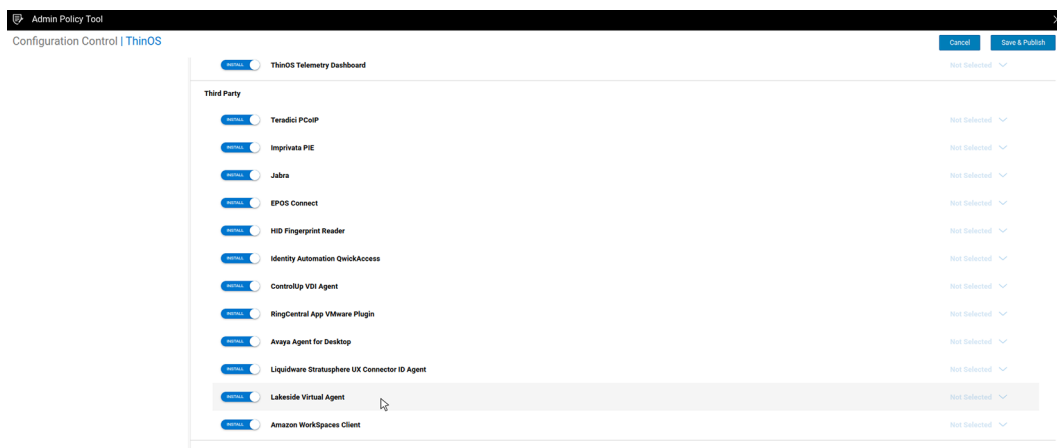 Admin Policy Tool
Configuration Control | ThinOS
Cancel
Save & Publish
INSTALL ThinOS Telemetry Dashboard Not Selected
Third Party
INSTALL Teradici PCoIP Not Selected
INSTALL Imprivata PIE Not Selected
INSTALL Jabra Not Selected
INSTALL EPOS Connect Not Selected
INSTALL HID Fingerprint Reader Not Selected
INSTALL Identity Automation QwickAccess Not Selected
INSTALL ControlUp VDI Agent Not Selected
INSTALL RingCentral App VMware Plugin Not Selected
INSTALL Avaya Agent for Desktop Not Selected
INSTALL Liquidware Stratusphere UX Connector ID Agent Not Selected
INSTALL Lakeside Virtual Agent Not Selected
INSTALL Amazon WorkSpaces Client Not Selected